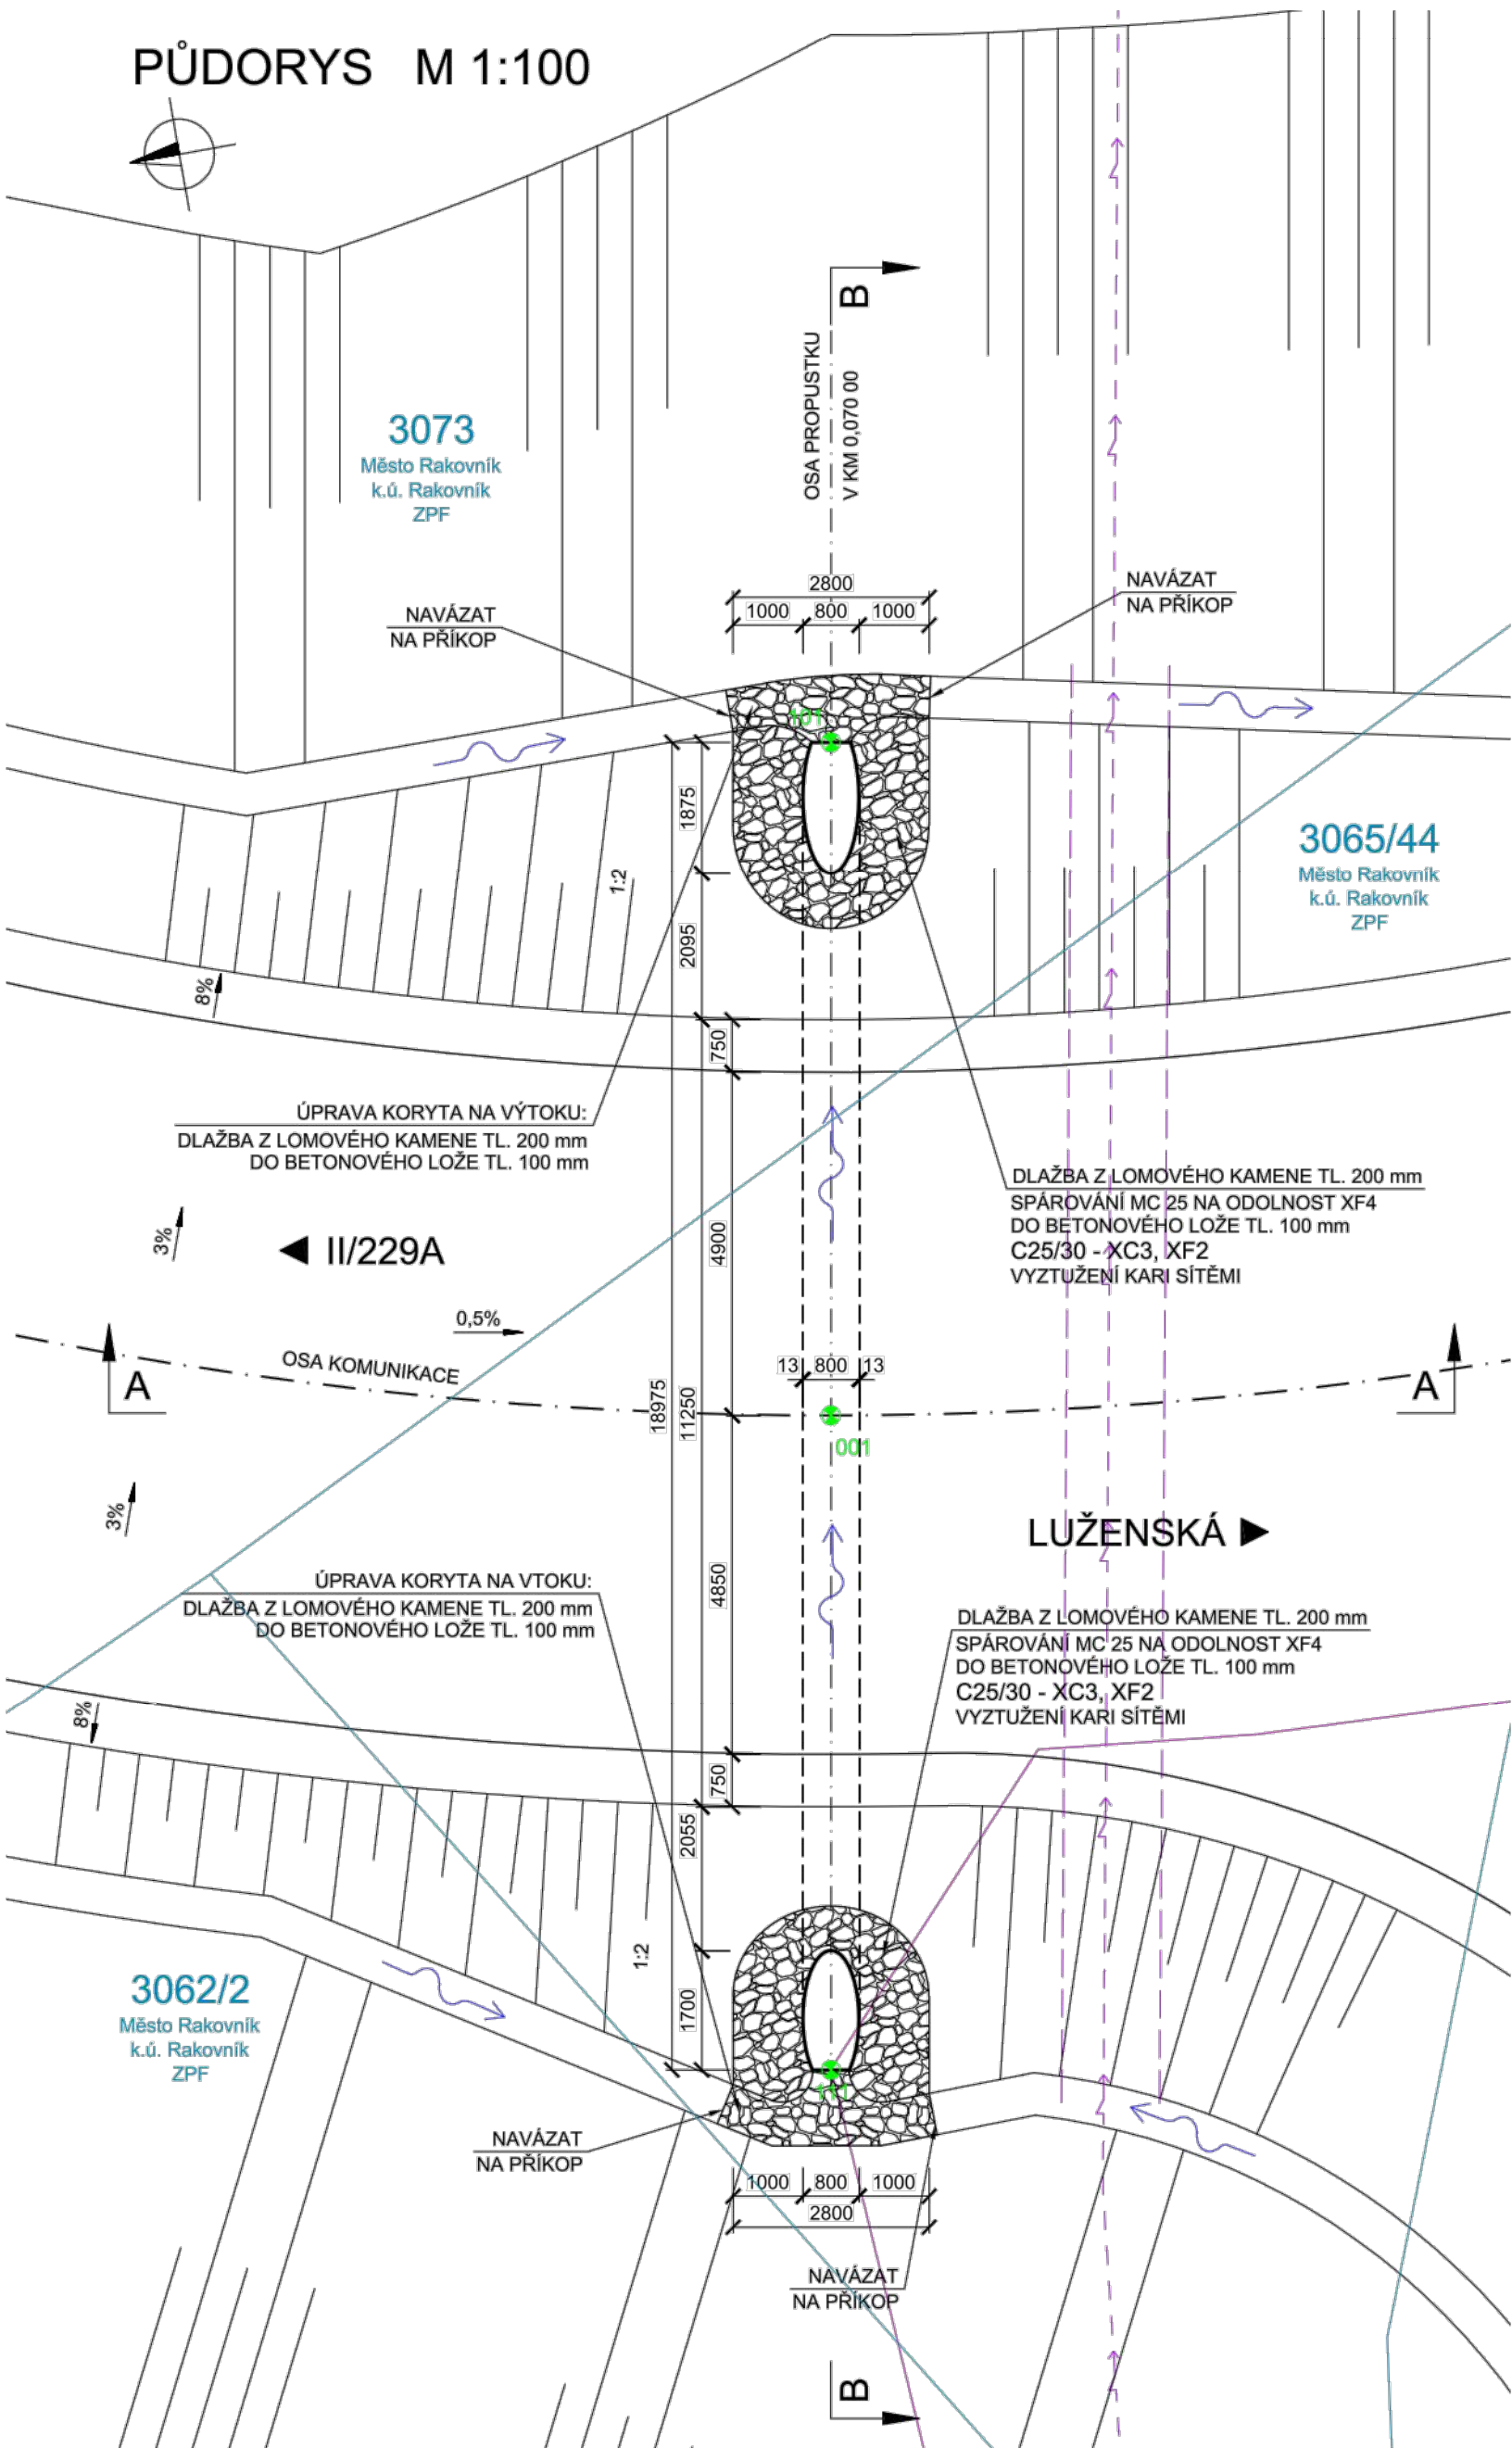 PŮDORYS M 1:100
B
OSA PROPUSTKU
V KM 0,070 00
3073
Město Rakovník
k.ú. Rakovník
ZPF
2800
1000 800 1000
NAVÁZAT
NA PŘÍKOP
NAVÁZAT
NA PŘÍKOP
101
1875
1:2
3065/44
Město Rakovník
k.ú. Rakovník
ZPF
2095
8%
750
ÚPRAVA KORYTA NA VÝTOKU:
DLAŽBA Z LOMOVÉHO KAMENE TL. 200 mm
DO BETONOVÉHO LOŽE TL. 100 mm
DLAŽBA Z LOMOVÉHO KAMENE TL. 200 mm
SPÁROVÁNÍ MC 25 NA ODOLNOST XF4
DO BETONOVÉHO LOŽE TL. 100 mm
C25/30 - XC3, XF2
VYZTUŽENÍ KARI SÍTĚMI
3%
II/229A
4900
0,5%
OSA KOMUNIKACE
13 800 13
A
A
18975
11250
001
3%
LUŽENSKÁ
4850
ÚPRAVA KORYTA NA VTOKU:
DLAŽBA Z LOMOVÉHO KAMENE TL. 200 mm
DO BETONOVÉHO LOŽE TL. 100 mm
DLAŽBA Z LOMOVÉHO KAMENE TL. 200 mm
SPÁROVÁNÍ MC 25 NA ODOLNOST XF4
DO BETONOVÉHO LOŽE TL. 100 mm
C25/30 - XC3, XF2
VYZTUŽENÍ KARI SÍTĚMI
8%
750
2055
1:2
3062/2
Město Rakovník
k.ú. Rakovník
ZPF
1700
111
NAVÁZAT
NA PŘÍKOP
1000 800 1000
2800
NAVÁZAT
NA PŘÍKOP
B